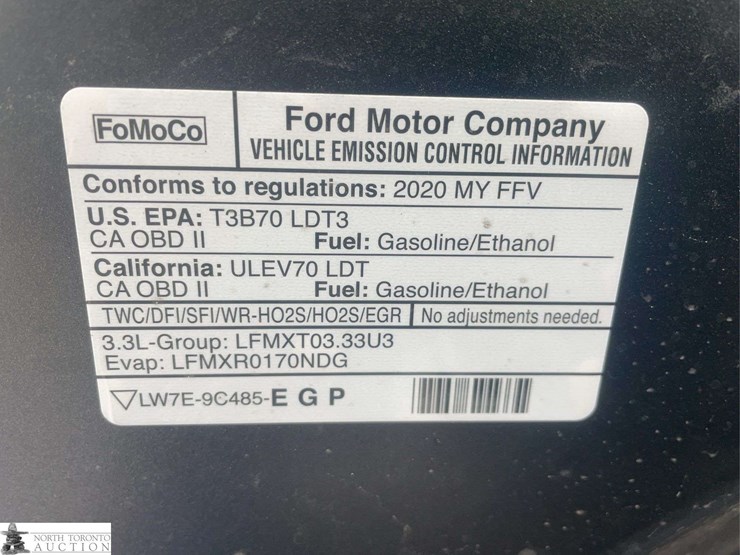 FoMoCo
Ford Motor Company
VEHICLE EMISSION CONTROL INFORMATION
Conforms to regulations: 2020 MY FFV
U.S. EPA: T3B70 LDT3
CA OBD II Fuel: Gasoline/Ethanol
California: ULEV70 LDT
CA OBD II Fuel: Gasoline/Ethanol
TWC/DFI/SFI/WR-HO2S/HO2S/EGR No adjustments needed.
3.3L-Group: LFMXT03.33U3
Evap: LFMXR0170NDG
LW7E-9C485-E G P
NORTH TORONTO
AUCTION